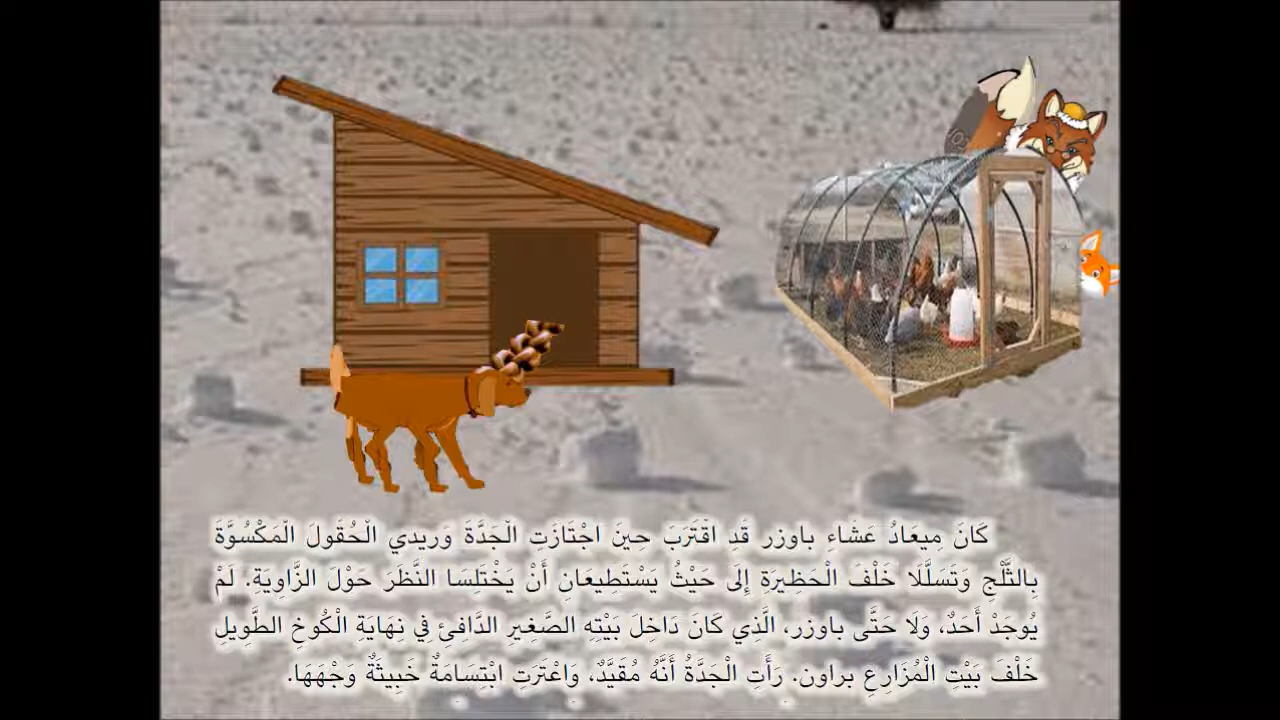 كَانَ مِيعَادُ عَشَاءِ باوزر قَدِ اقْتَرَبَ حِينَ اجْتَازَتِ الْجَدَّةَ وَريدي الْحُقُولَ الْمَكْسُوَّةَ
بِالثَّلْجِ وَتَسَلَّلَا خَلْفَ الْحَظِيرَةِ إِلَى حَيْثُ يَسْتَطِيعَانِ أَنْ يَخْتَلِسَا النَّظَرَ حَوْلَ الزَّاوِيَةِ. لَمْ
يُوجَدْ أَحَدٌ، وَلَا حَتَّى باوزر، الَّذِي كَانَ دَاخِلَ بَيْتِهِ الصَّغِيرِ الدَّافِئِ فِي نِهَايَةِ الْكُوخِ الطَّوِيلِ
خَلْفَ بَيْتِ الْمُزَارِعِ براون. رَأَتِ الْجَدَّةُ أَنَّهُ مُقَيَّدٌ، وَاعْتَرَتِ ابْتِسَامَةٌ خَبِيثَةٌ وَجْهَهَا.